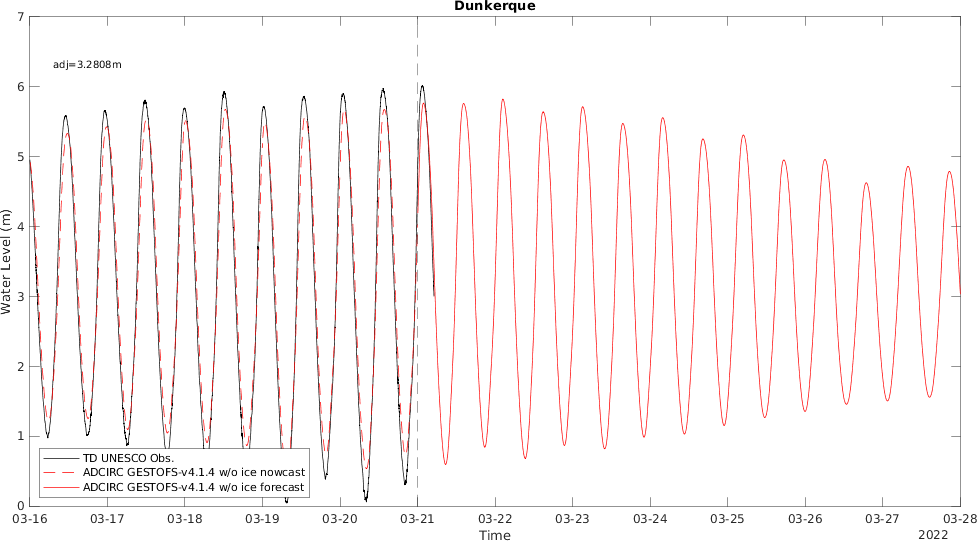 Dunkerque
7
adj=3.2808m
6
5
4
3
2
1
0
Water Level (m)
TD UNESCO Obs.
ADCIRC GESTOFS-v4.1.4 w/o ice nowcast
ADCIRC GESTOFS-v4.1.4 w/o ice forecast
03-16 03-17 03-18 03-19 03-20 03-21 03-22 03-23 03-24 03-25 03-26 03-27 03-28
Time
2022